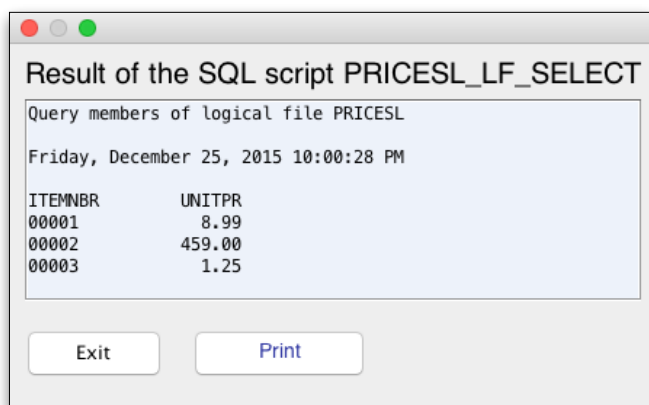 Result of the SQL script PRICESL_LF_SELECT
Query members of logical file PRICESL
Friday, December 25, 2015 10:00:28 PM
ITEMNBR UNITPR
00001 8.99
00002 459.00
00003 1.25
Exit Print